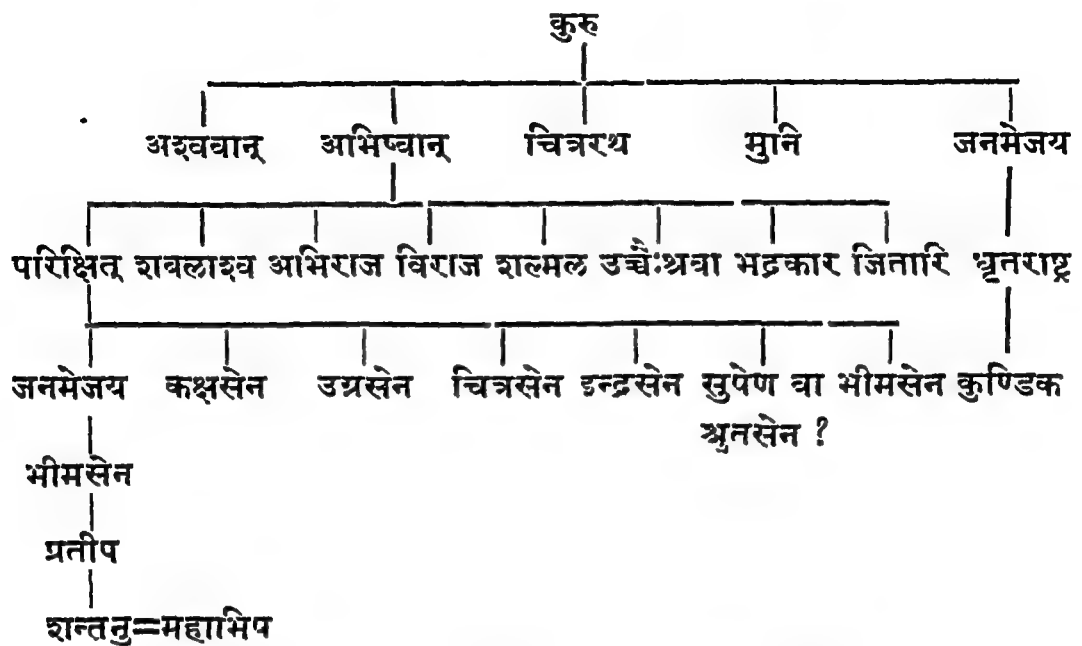 कुरु
अश्ववान् अभिष्वान् चित्ररथ मुनि जनमेजय
परिक्षित् शवलाश्व अभिराज विराज शल्मल उच्चैःश्रवा भद्रकार जितारि धृतराष्ट्र
जनमेजय कक्षसेन उग्रसेन चित्रसेन इन्द्रसेन सुषेण वा भीमसेन कुण्डिक
श्रुतसेन ?
भीमसेन
प्रतीप
शन्तनु=महाभिष